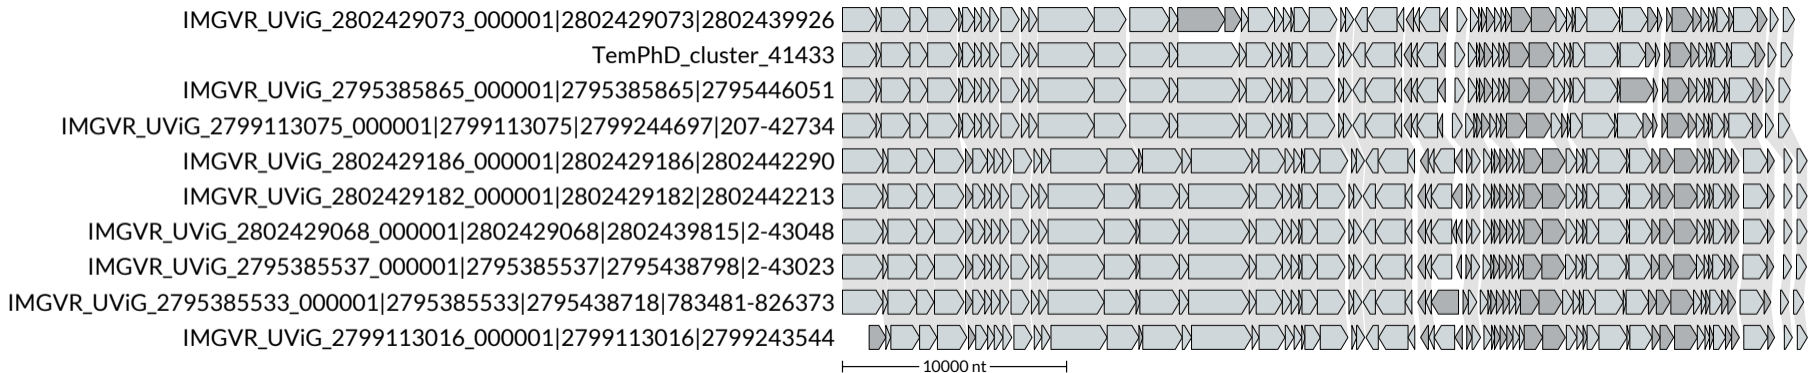 IMGVR_UViG_2802429073_000001|2802429073|2802439926
TemPhD_cluster_41433
IMGVR_UViG_2795385865_000001|2795385865|2795446051
IMGVR_UViG_2799113075_000001|2799113075|2799244697|207-42734
IMGVR_UViG_2802429186_000001|2802429186|2802442290
IMGVR_UViG_2802429182_000001|2802429182|2802442213
IMGVR_UViG_2802429068_000001|2802429068|2802439815|2-43048
IMGVR_UViG_2795385537_000001|2795385537|2795438798|2-43023
IMGVR_UViG_2795385533_000001|2795385533|2795438718|783481-826373
IMGVR_UViG_2799113016_000001|2799113016|2799243544
10000 nt